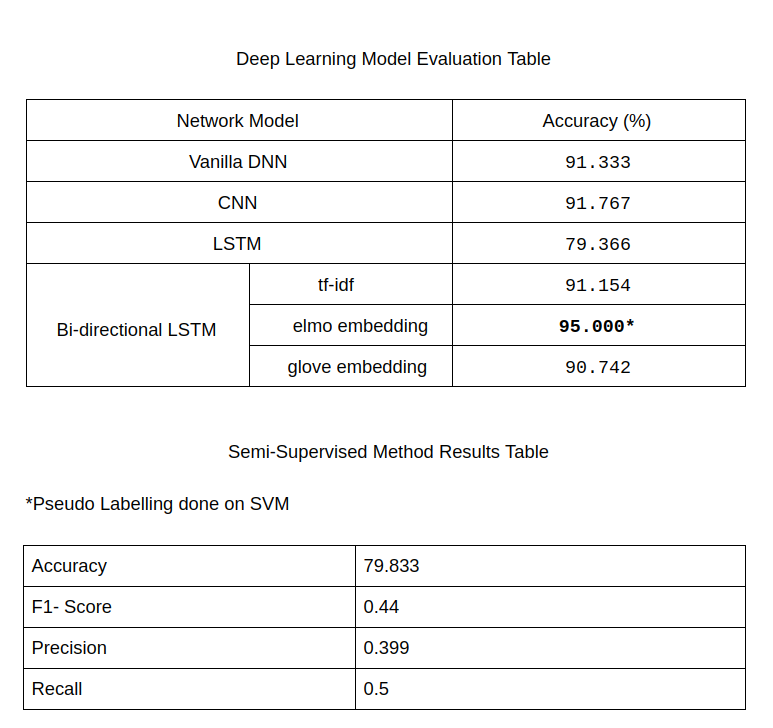 Deep Learning Model Evaluation Table
Network Model Accuracy (%)
Vanilla DNN 91.333
CNN 91.767
LSTM 79.366
Bi-directional LSTM
tf-idf 91.154
elmo embedding 95.000*
glove embedding 90.742
Semi-Supervised Method Results Table
*Pseudo Labelling done on SVM
Accuracy 79.833
F1- Score 0.44
Precision 0.399
Recall 0.5